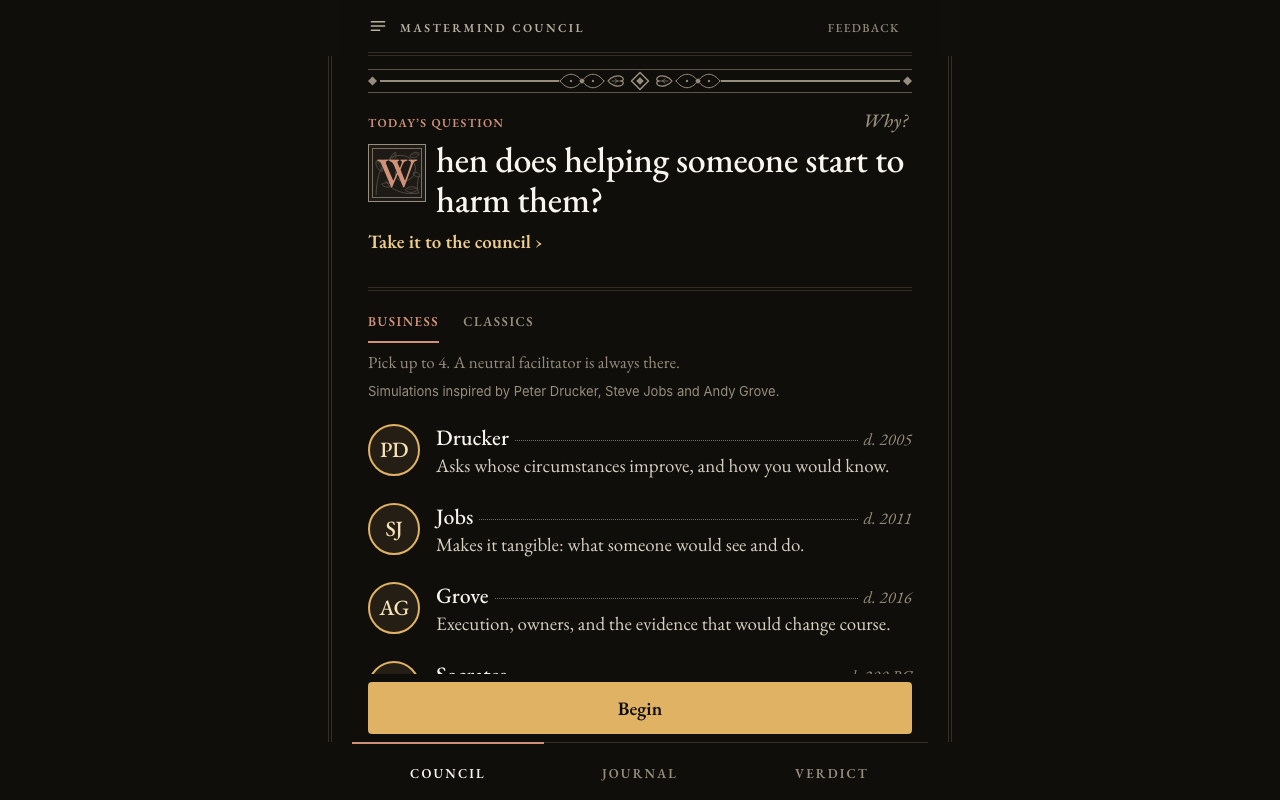 MASTERMIND COUNCIL
FEEDBACK
TODAY'S QUESTION
Why?
When does helping someone start to
harm them?
Take it to the council ›
BUSINESS CLASSICS
Pick up to 4. A neutral facilitator is always there.
Simulations inspired by Peter Drucker, Steve Jobs and Andy Grove.
PD
Drucker d. 2005
Asks whose circumstances improve, and how you would know.
SJ
Jobs d. 2011
Makes it tangible: what someone would see and do.
AG
Grove d. 2016
Execution, owners, and the evidence that would change course.
Socrates
Begin
COUNCIL JOURNAL VERDICT